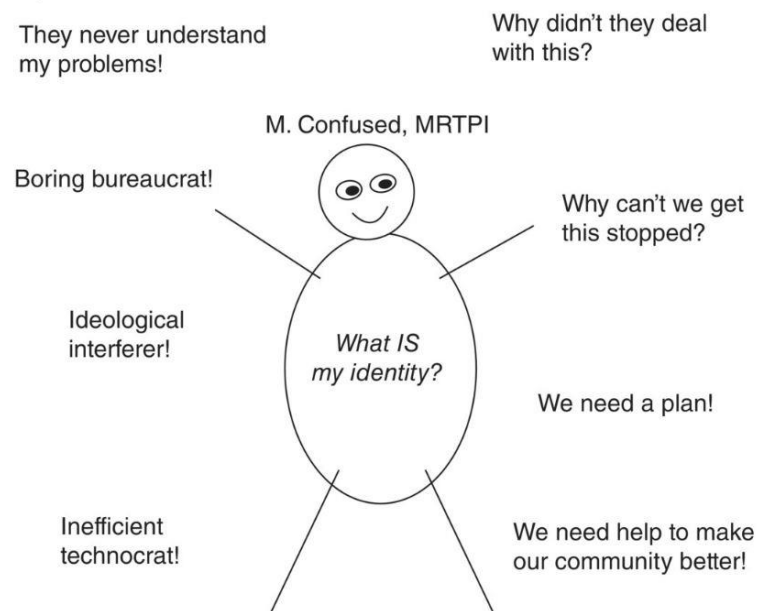 They never understand
my problems!
Why didn't they deal
with this?
M. Confused, MRTPI
Boring bureaucrat!
Why can't we get
this stopped?
Ideological
interferer!
What IS
my identity?
We need a plan!
Inefficient
technocrat!
We need help to make
our community better!